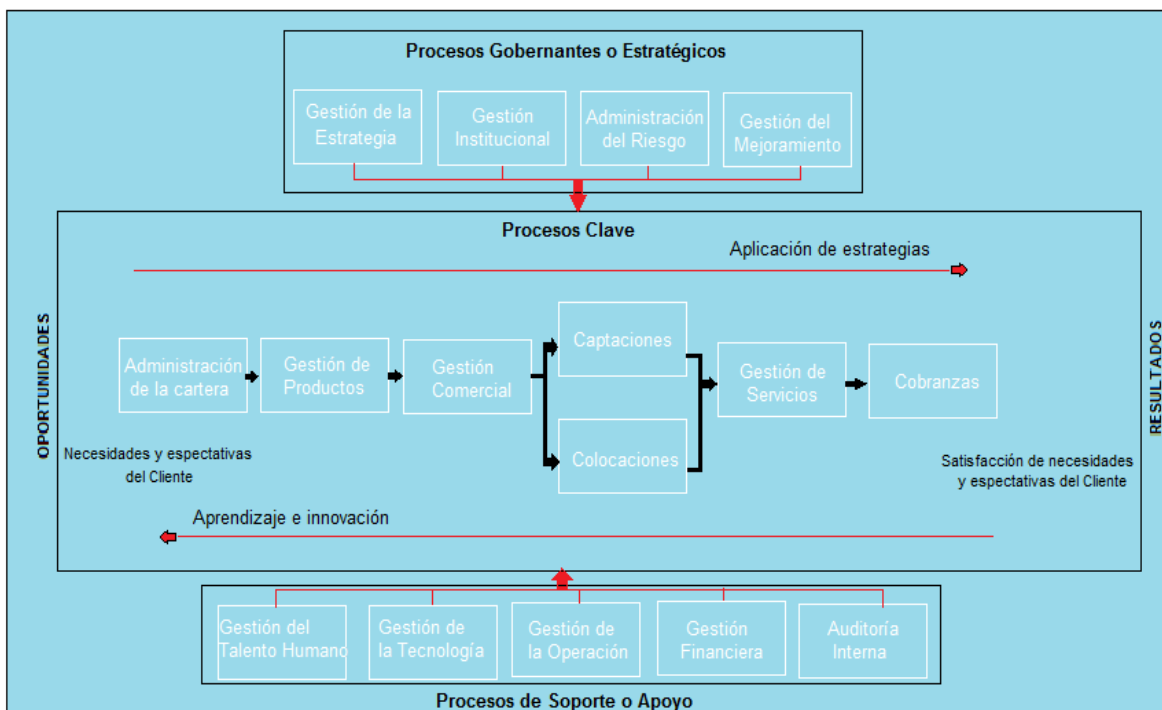 Procesos Gobernantes o Estratégicos
Gestión de la
Estrategia
Gestión
Institucional
Administración
del Riesgo
Gestión del
Mejoramiento
Procesos Clave
Aplicación de estrategias
OPORTUNIDADES
Administración
de la cartera
Gestión de
Productos
Gestión
Comercial
Captaciones
Colocaciones
Gestión de
Servicios
Cobranzas
RESULTADOS
Necesidades y espectativas
del Cliente
Satisfacción de necesidades
y espectativas del Cliente
Aprendizaje e innovación
Gestión del
Talento Humano
Gestión de
la Tecnología
Gestión de
la Operación
Gestión
Financiera
Auditoría
Interna
Procesos de Soporte o Apoyo